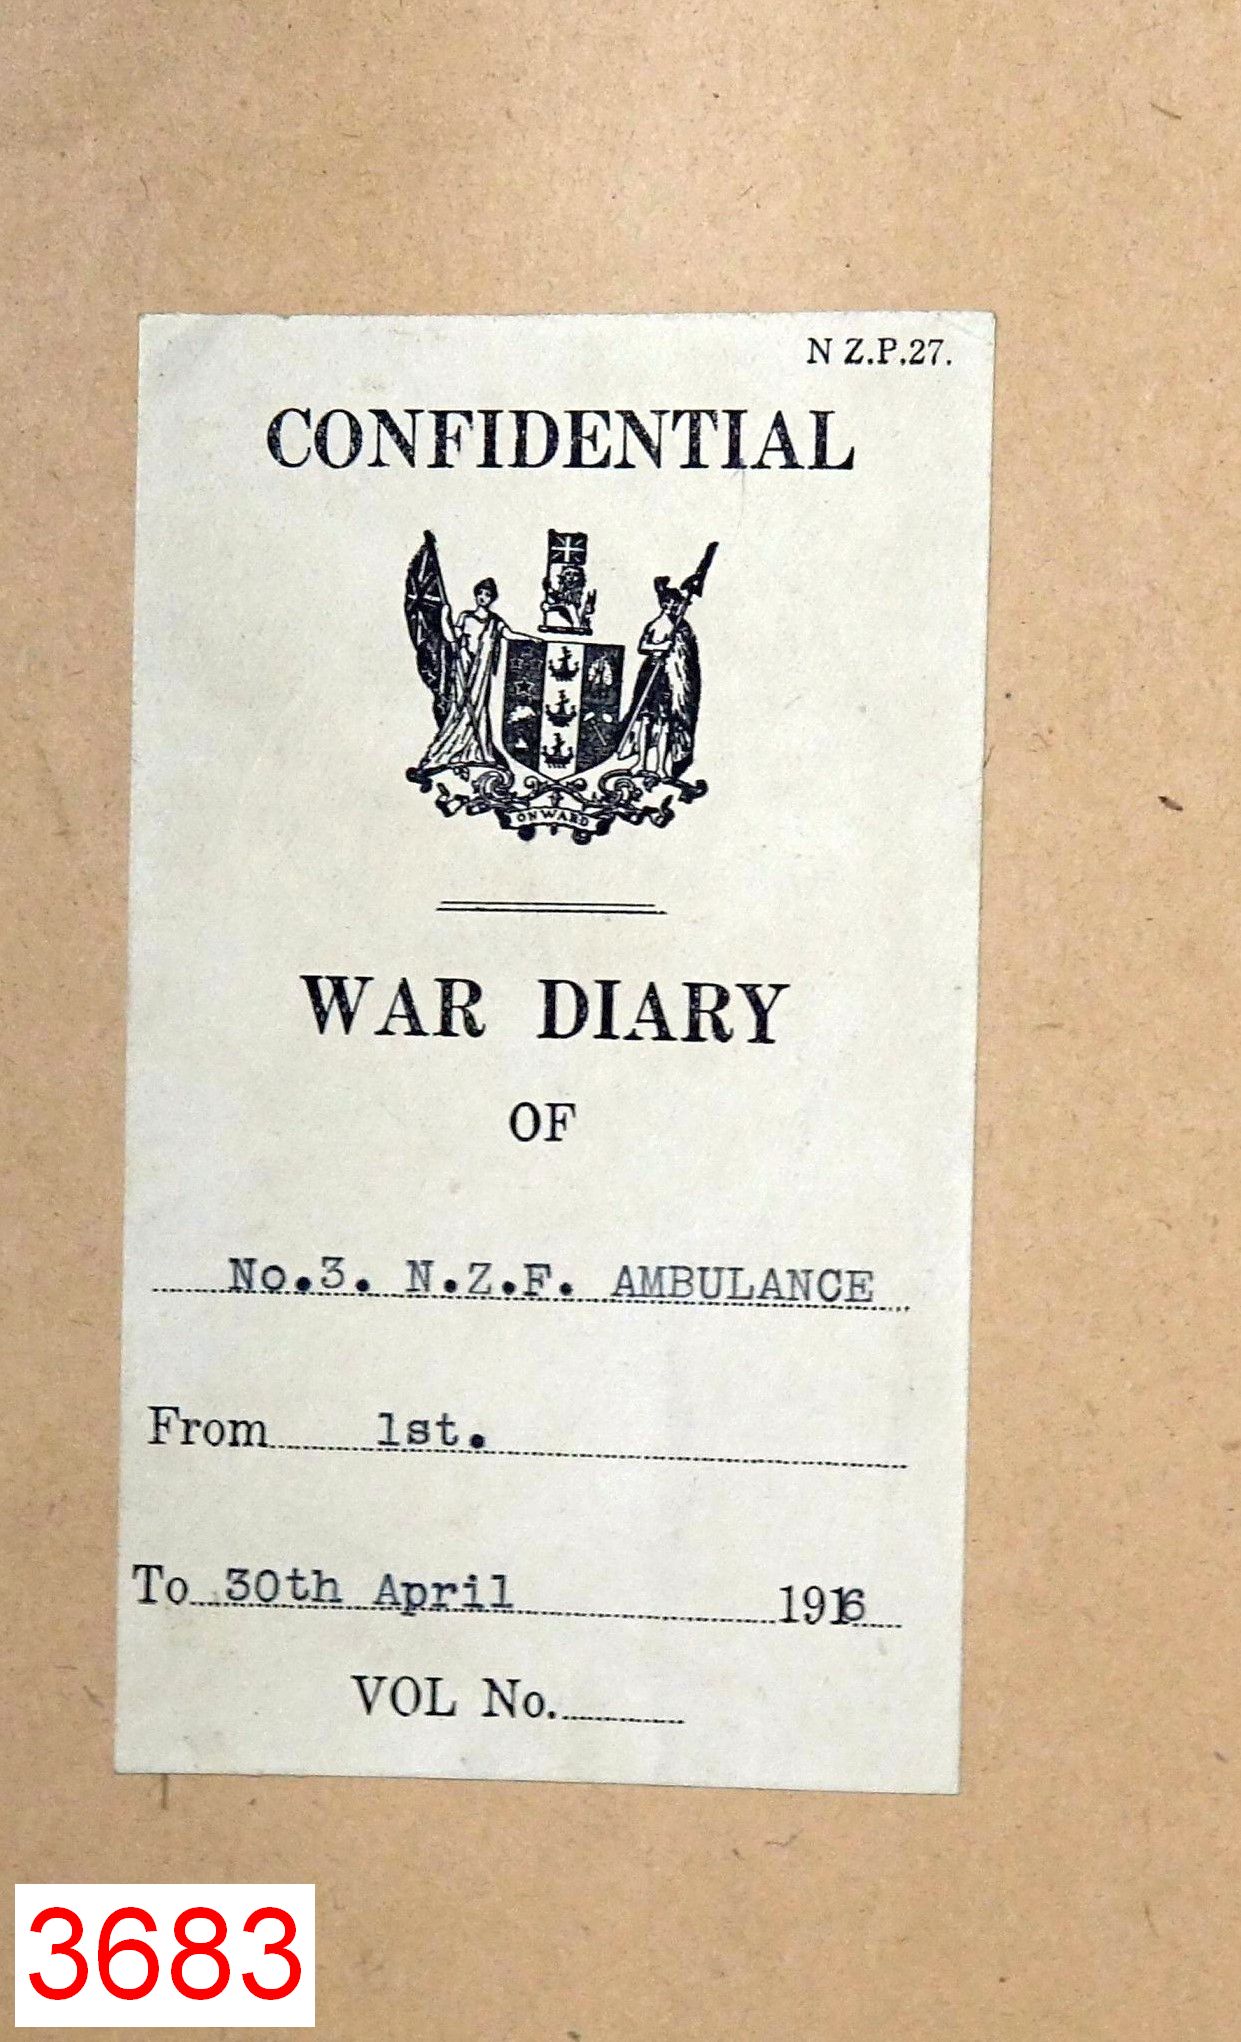 N Z.P.27.
CONFIDENTIAL
ONWARD
WAR DIARY
OF
No.3. N.Z.F. AMBULANCE
From 1st.
To 30th April 1916
VOL No.
3683